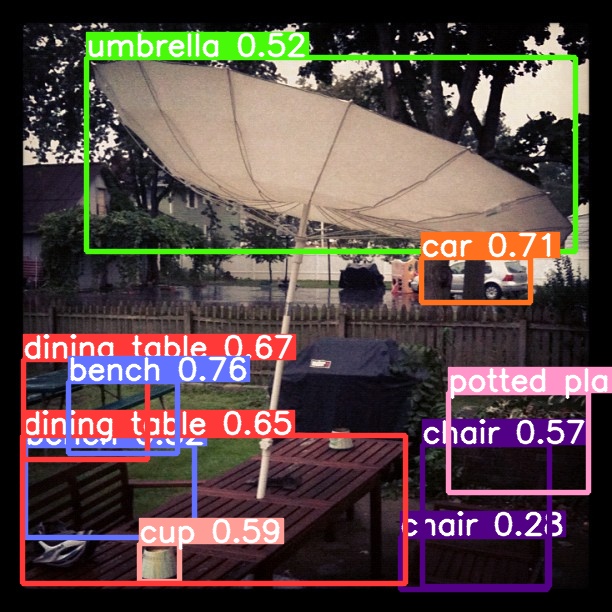 umbrella 0.52
car 0.71
dining table 0.67
bench 0.76
potted pla
dining table 0.65
chair 0.57
chair 0.28
cup 0.59